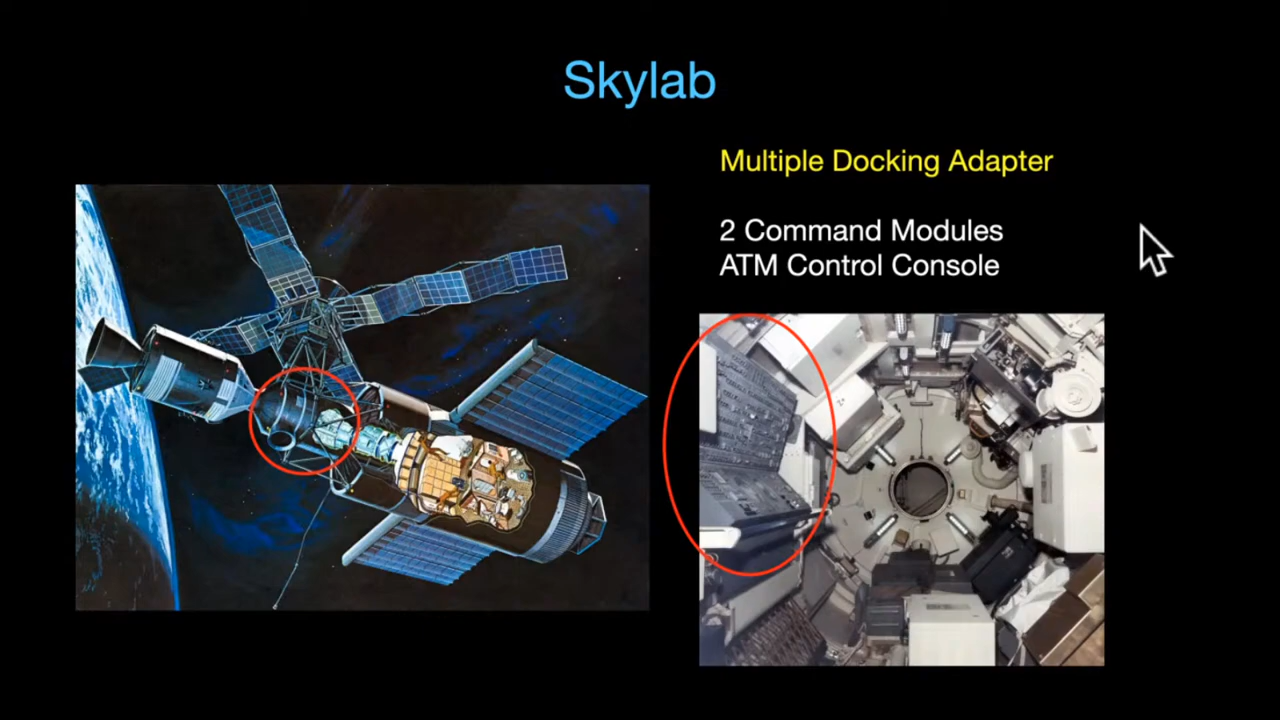 Skylab
Multiple Docking Adapter
2 Command Modules
ATM Control Console